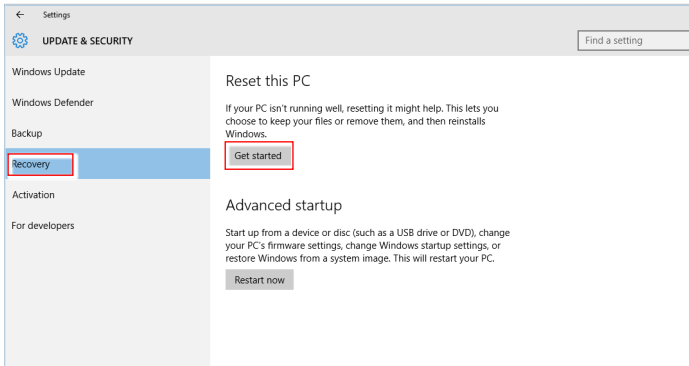 Settings
UPDATE & SECURITY
Find a setting
Windows Update
Windows Defender
Backup
Recovery
Activation
For developers
Reset this PC
If your PC isn't running well, resetting it might help. This lets you
choose to keep your files or remove them, and then reinstalls
Windows.
Get started
Advanced startup
Start up from a device or disc (such as a USB drive or DVD), change
your PC's firmware settings, change Windows startup settings, or
restore Windows from a system image. This will restart your PC.
Restart now